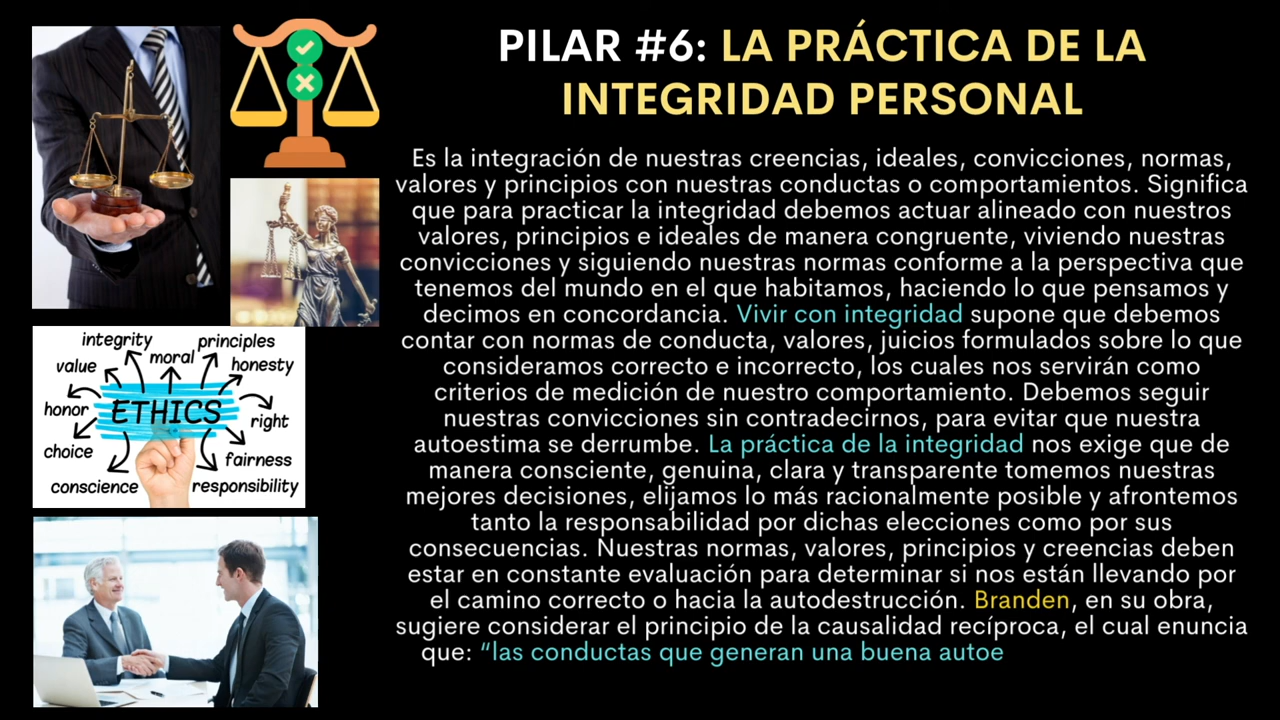 PILAR #6: LA PRÁCTICA DE LA
INTEGRIDAD PERSONAL
Es la integración de nuestras creencias, ideales, convicciones, normas,
valores y principios con nuestras conductas o comportamientos. Significa
que para practicar la integridad debemos actuar alineado con nuestros
valores, principios e ideales de manera congruente, viviendo nuestras
convicciones y siguiendo nuestras normas conforme a la perspectiva que
tenemos del mundo en el que habitamos, haciendo lo que pensamos y
decimos en concordancia. Vivir con integridad supone que debemos
contar con normas de conducta, valores, juicios formulados sobre lo que
consideramos correcto e incorrecto, los cuales nos servirán como
criterios de medición de nuestro comportamiento. Debemos seguir
nuestras convicciones sin contradecirnos, para evitar que nuestra
autoestima se derrumbe. La práctica de la integridad nos exige que de
manera consciente, genuina, clara y transparente tomemos nuestras
mejores decisiones, elijamos lo más racionalmente posible y afrontemos
tanto la responsabilidad por dichas elecciones como por sus
consecuencias. Nuestras normas, valores, principios y creencias deben
estar en constante evaluación para determinar si nos están llevando por
el camino correcto o hacia la autodestrucción. Branden, en su obra,
sugiere considerar el principio de la causalidad recíproca, el cual enuncia
que: “las conductas que generan una buena autoe
integrity
principles
value
moral
honesty
honor
ETHICS
right
choice
fairness
conscience
responsibility